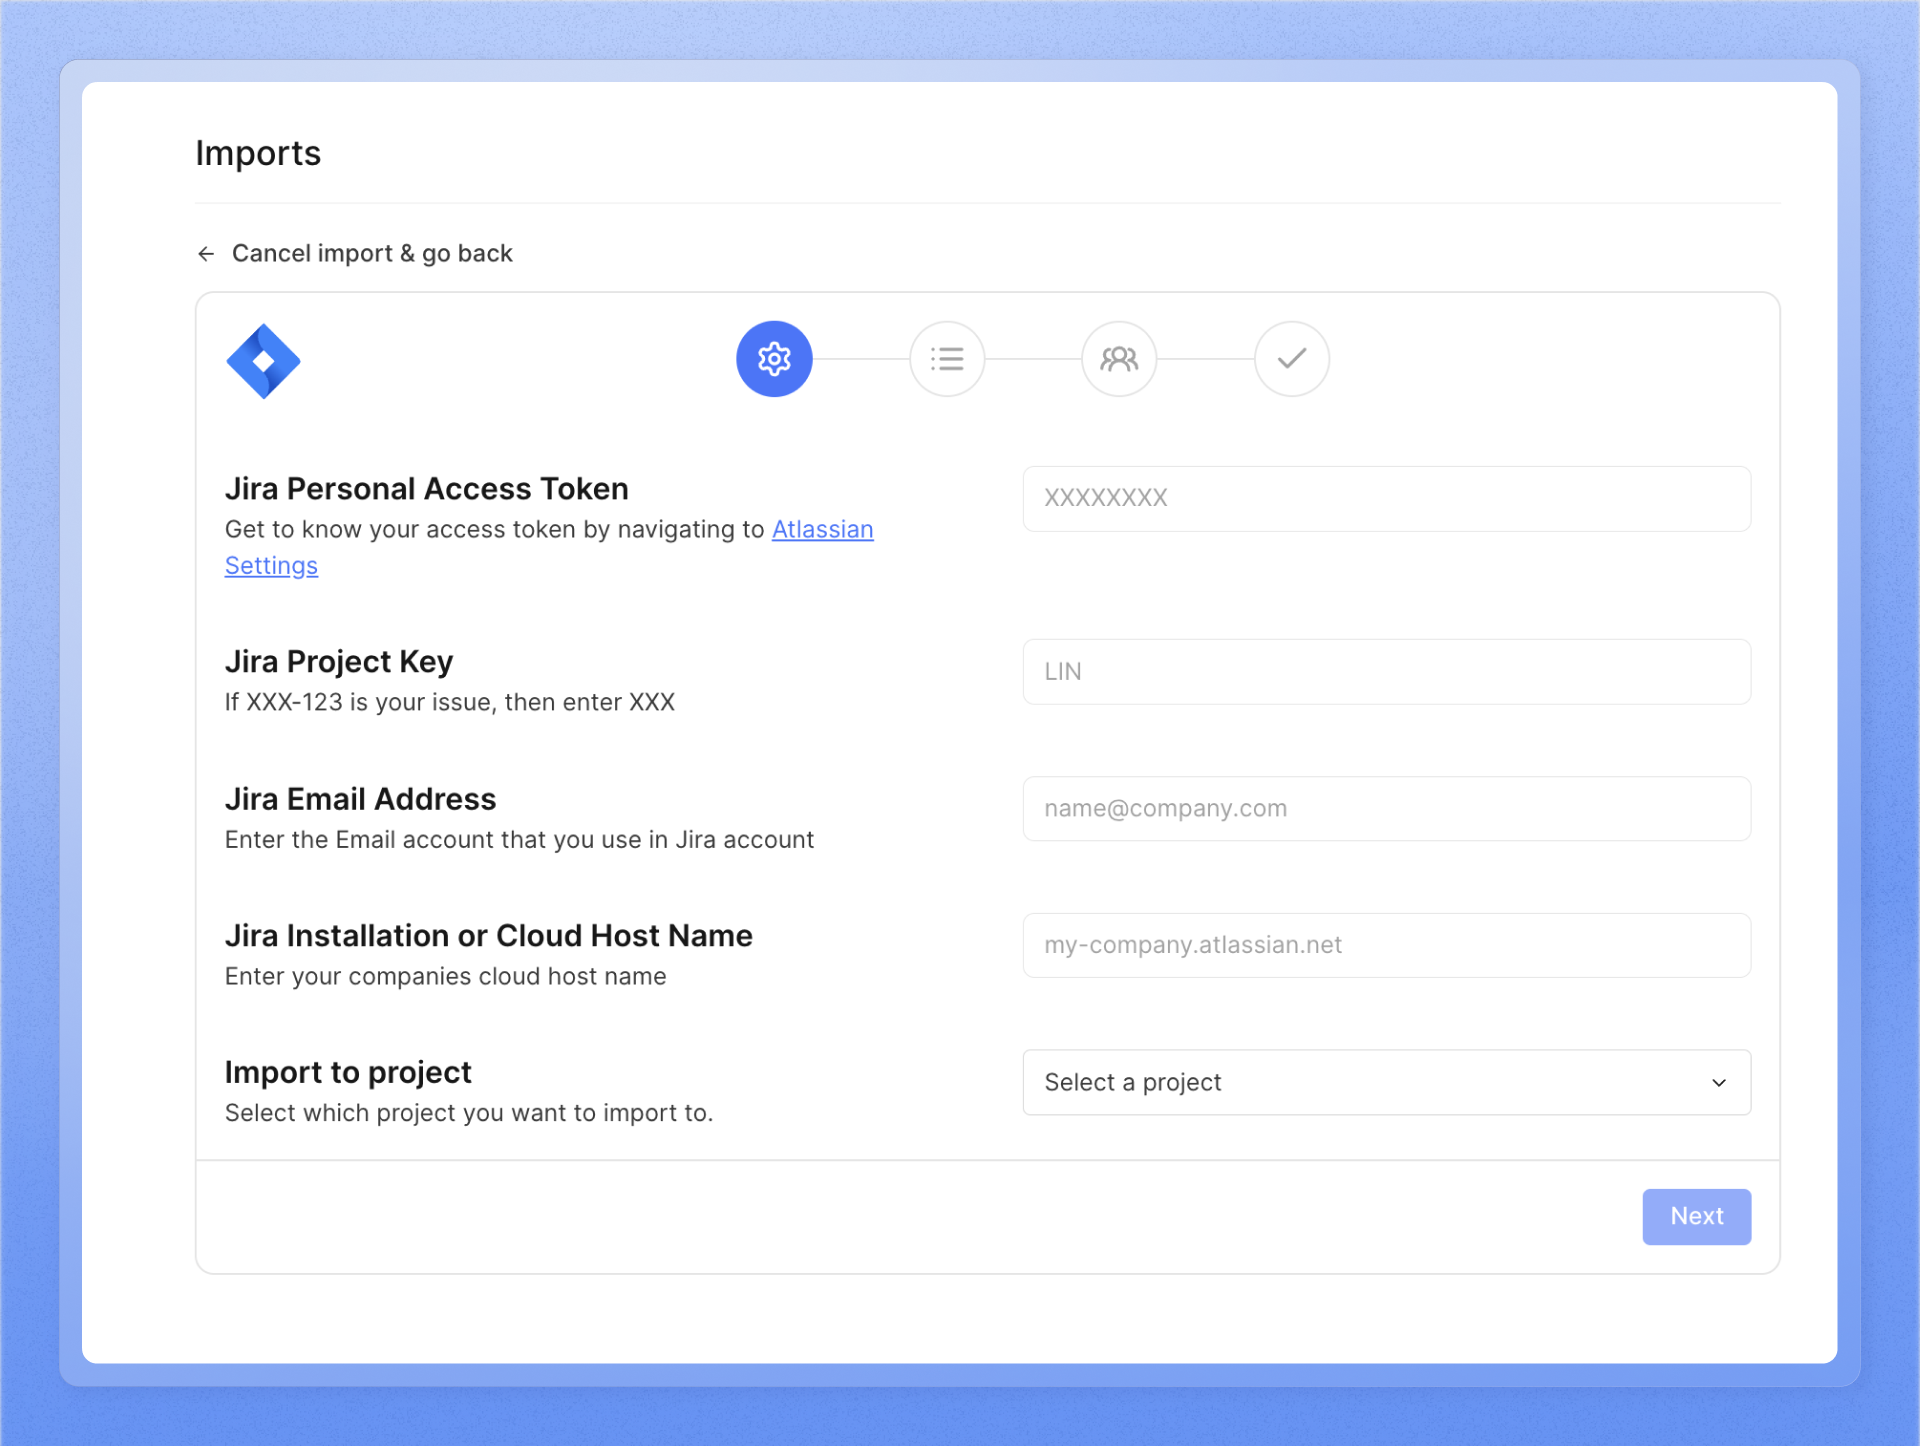 Imports
Cancel import & go back
Jira Personal Access Token
XXXXXXXX
Get to know your access token by navigating to Atlassian
Settings
Jira Project Key
LIN
If XXX-123 is your issue, then enter XXX
Jira Email Address
name@company.com
Enter the Email account that you use in Jira account
Jira Installation or Cloud Host Name
my-company.atlassian.net
Enter your companies cloud host name
Import to project
Select a project
Select which project you want to import to.
Next